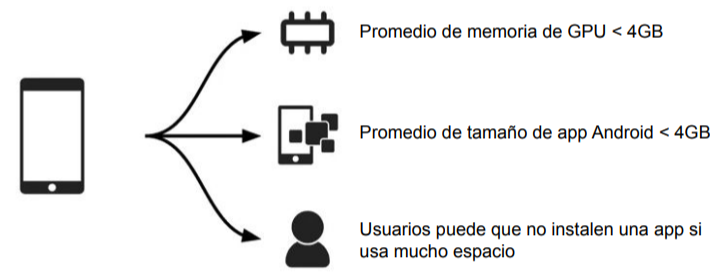 Promedio de memoria de GPU < 4GB
Promedio de tamaño de app Android < 4GB
Usuarios puede que no instalen una app si
usa mucho espacio